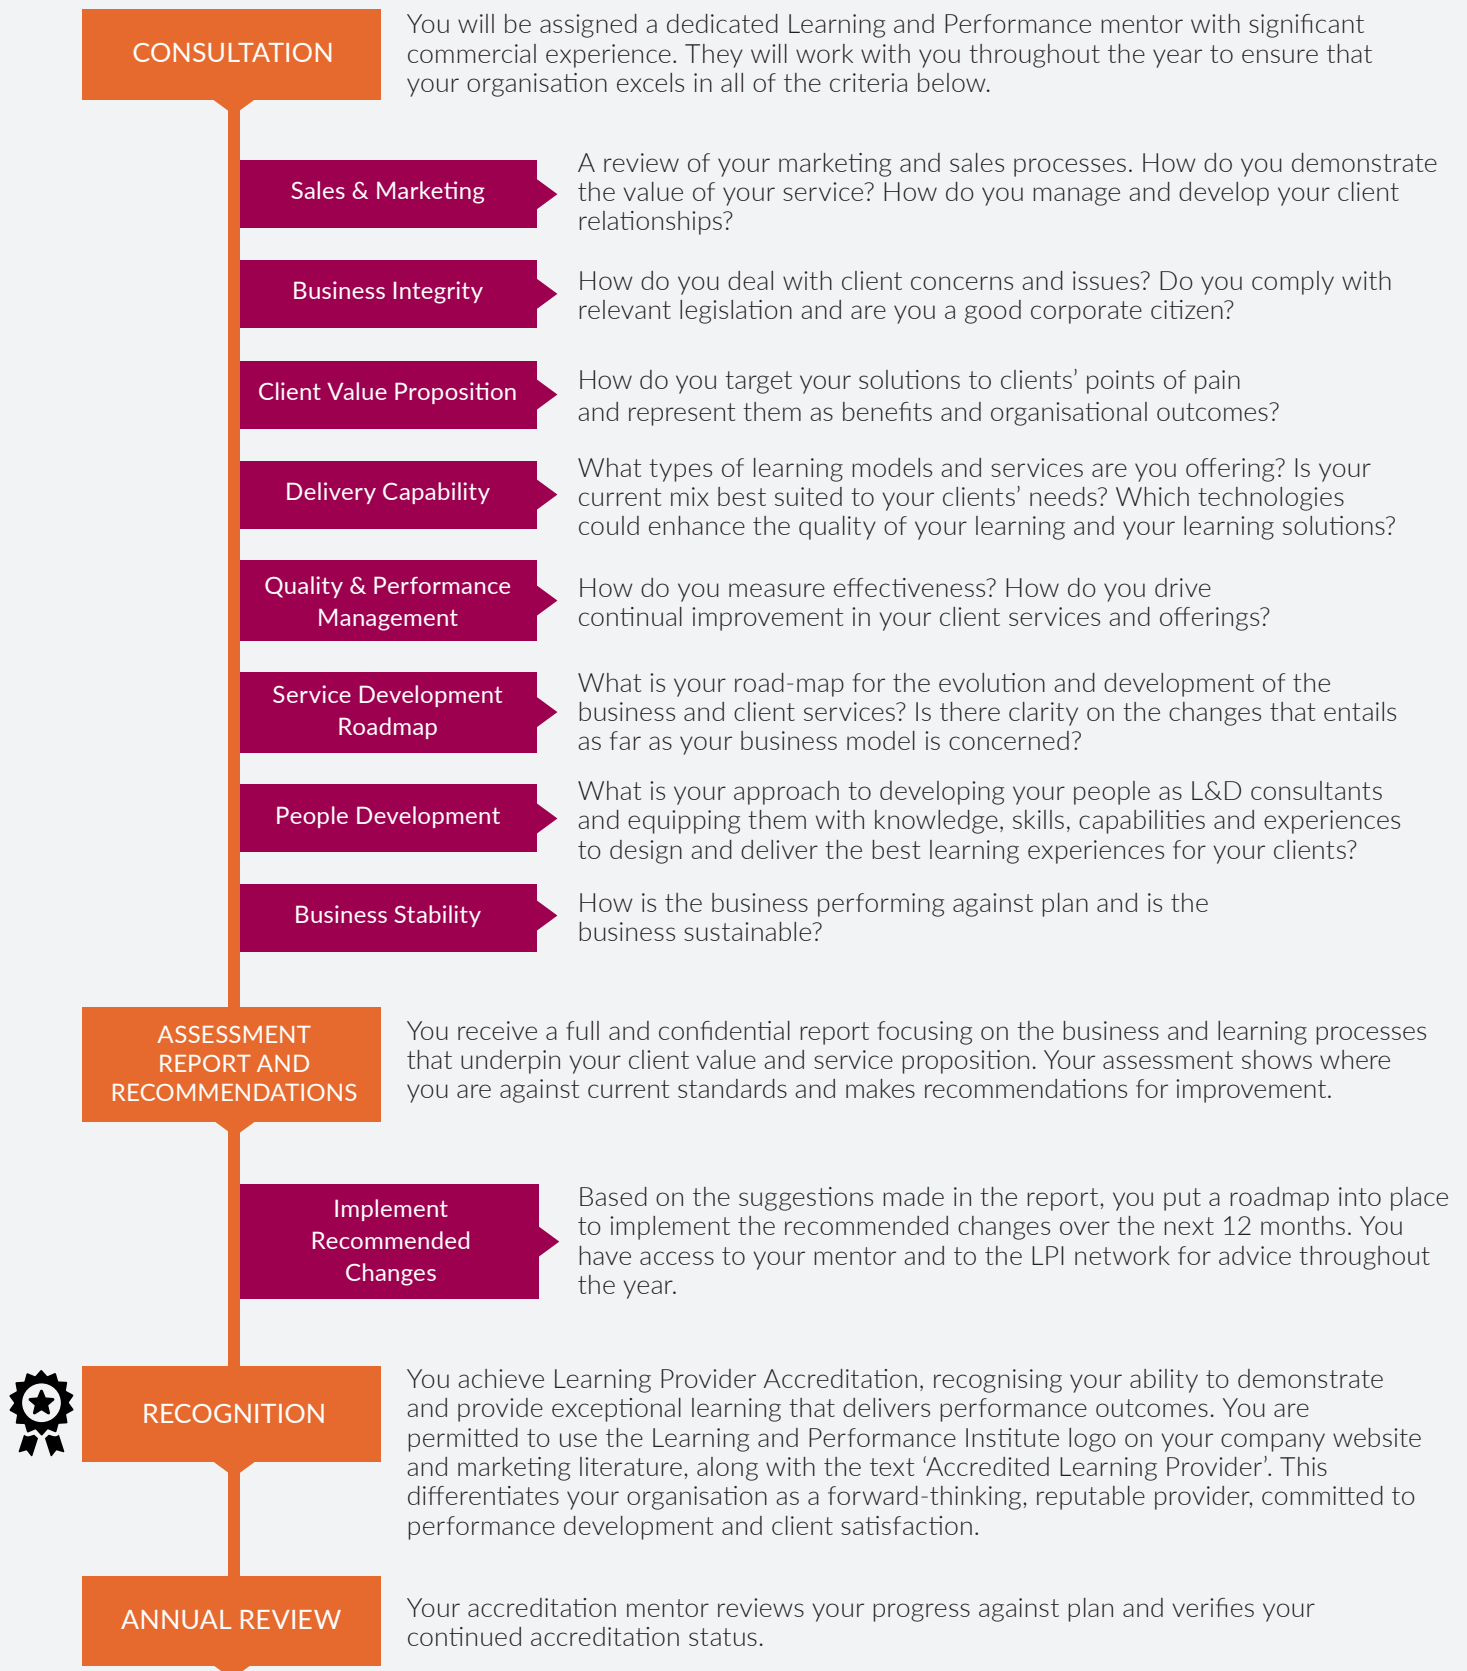 CONSULTATION
You will be assigned a dedicated Learning and Performance mentor with significant
commercial experience. They will work with you throughout the year to ensure that
your organisation excels in all of the criteria below.
Sales & Marketing
A review of your marketing and sales processes. How do you demonstrate
the value of your service? How do you manage and develop your client
relationships?
Business Integrity
How do you deal with client concerns and issues? Do you comply with
relevant legislation and are you a good corporate citizen?
Client Value Proposition
How do you target your solutions to clients’ points of pain
and represent them as benefits and organisational outcomes?
Delivery Capability
What types of learning models and services are you offering? Is your
current mix best suited to your clients’ needs? Which technologies
could enhance the quality of your learning and your learning solutions?
Quality & Performance
Management
How do you measure effectiveness? How do you drive
continual improvement in your client services and offerings?
Service Development
Roadmap
What is your road-map for the evolution and development of the
business and client services? Is there clarity on the changes that entails
as far as your business model is concerned?
People Development
What is your approach to developing your people as L&D consultants
and equipping them with knowledge, skills, capabilities and experiences
to design and deliver the best learning experiences for your clients?
Business Stability
How is the business performing against plan and is the
business sustainable?
ASSESSMENT
REPORT AND
RECOMMENDATIONS
You receive a full and confidential report focusing on the business and learning processes
that underpin your client value and service proposition. Your assessment shows where
you are against current standards and makes recommendations for improvement.
Implement
Recommended
Changes
Based on the suggestions made in the report, you put a roadmap into place
to implement the recommended changes over the next 12 months. You
have access to your mentor and to the LPI network for advice throughout
the year.
RECOGNITION
You achieve Learning Provider Accreditation, recognising your ability to demonstrate
and provide exceptional learning that delivers performance outcomes. You are
permitted to use the Learning and Performance Institute logo on your company website
and marketing literature, along with the text ‘Accredited Learning Provider’. This
differentiates your organisation as a forward-thinking, reputable provider, committed to
performance development and client satisfaction.
ANNUAL REVIEW
Your accreditation mentor reviews your progress against plan and verifies your
continued accreditation status.